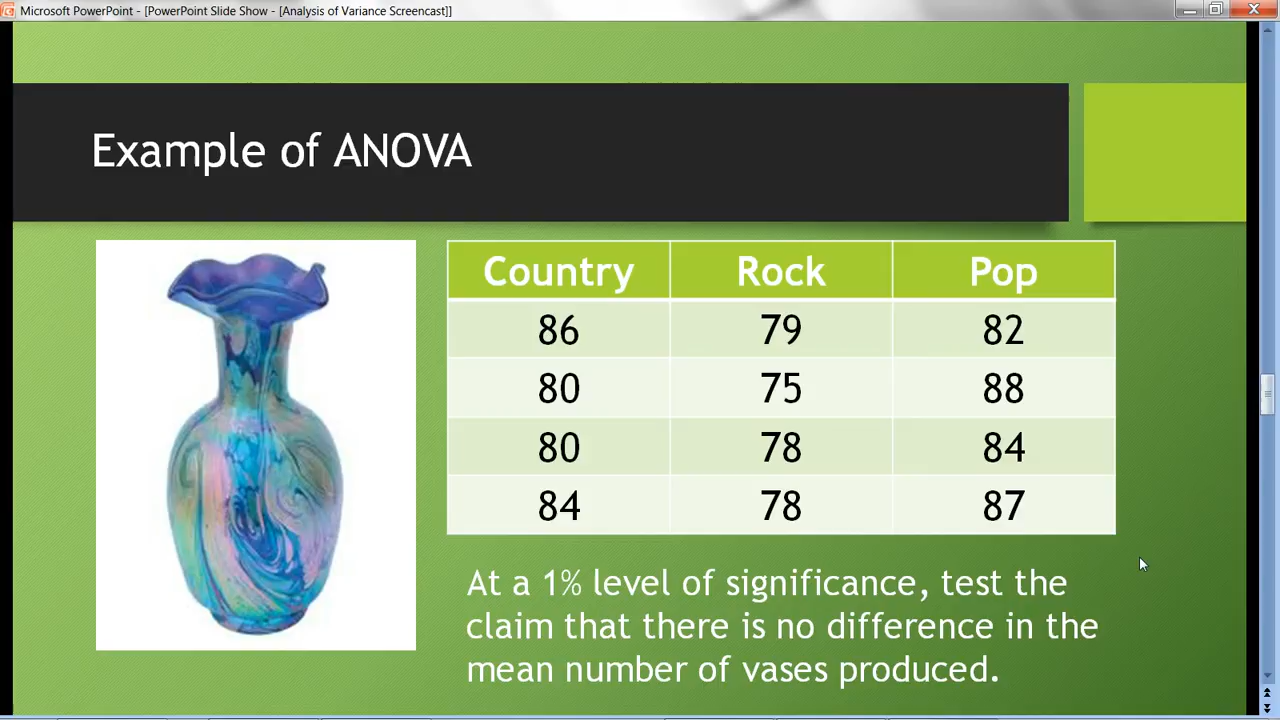 Microsoft PowerPoint - [PowerPoint Slide Show - [Analysis of Variance Screencast]]
Example of ANOVA
Country Rock Pop
86 79 82
80 75 88
80 78 84
84 78 87
At a 1% level of significance, test the
claim that there is no difference in the
mean number of vases produced.